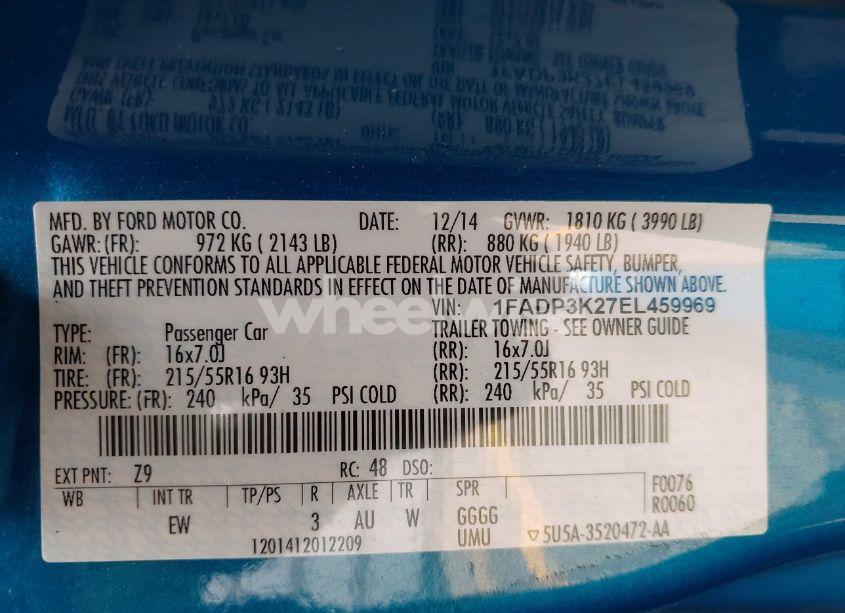 MFD. BY FORD MOTOR CO. DATE: 12/14 GVWR: 1810 KG ( 3990 LB)
GAWR: (FR): 972 KG ( 2143 LB) (RR): 880 KG ( 1940 LB)
THIS VEHICLE CONFORMS TO ALL APPLICABLE FEDERAL MOTOR VEHICLE SAFETY, BUMPER,
AND THEFT PREVENTION STANDARDS IN EFFECT ON THE DATE OF MANUFACTURE SHOWN ABOVE.
VIN: 1FADP3K27EL459969
TYPE: Passenger Car TRAILER TOWING - SEE OWNER GUIDE
RIM: (FR): 16x7.0J (RR): 16x7.0J
TIRE: (FR): 215/55R16 93H (RR): 215/55R16 93H
PRESSURE: (FR): 240 kPa/ 35 PSI COLD (RR): 240 kPa/ 35 PSI COLD
EXT PNT: Z9 RC: 48 DSO:
WB INT TR TP/PS R AXLE TR SPR F0076
EW 3 AU W GGGG R0060
1201412012209 UMU ▽5U5A-3520472-AA